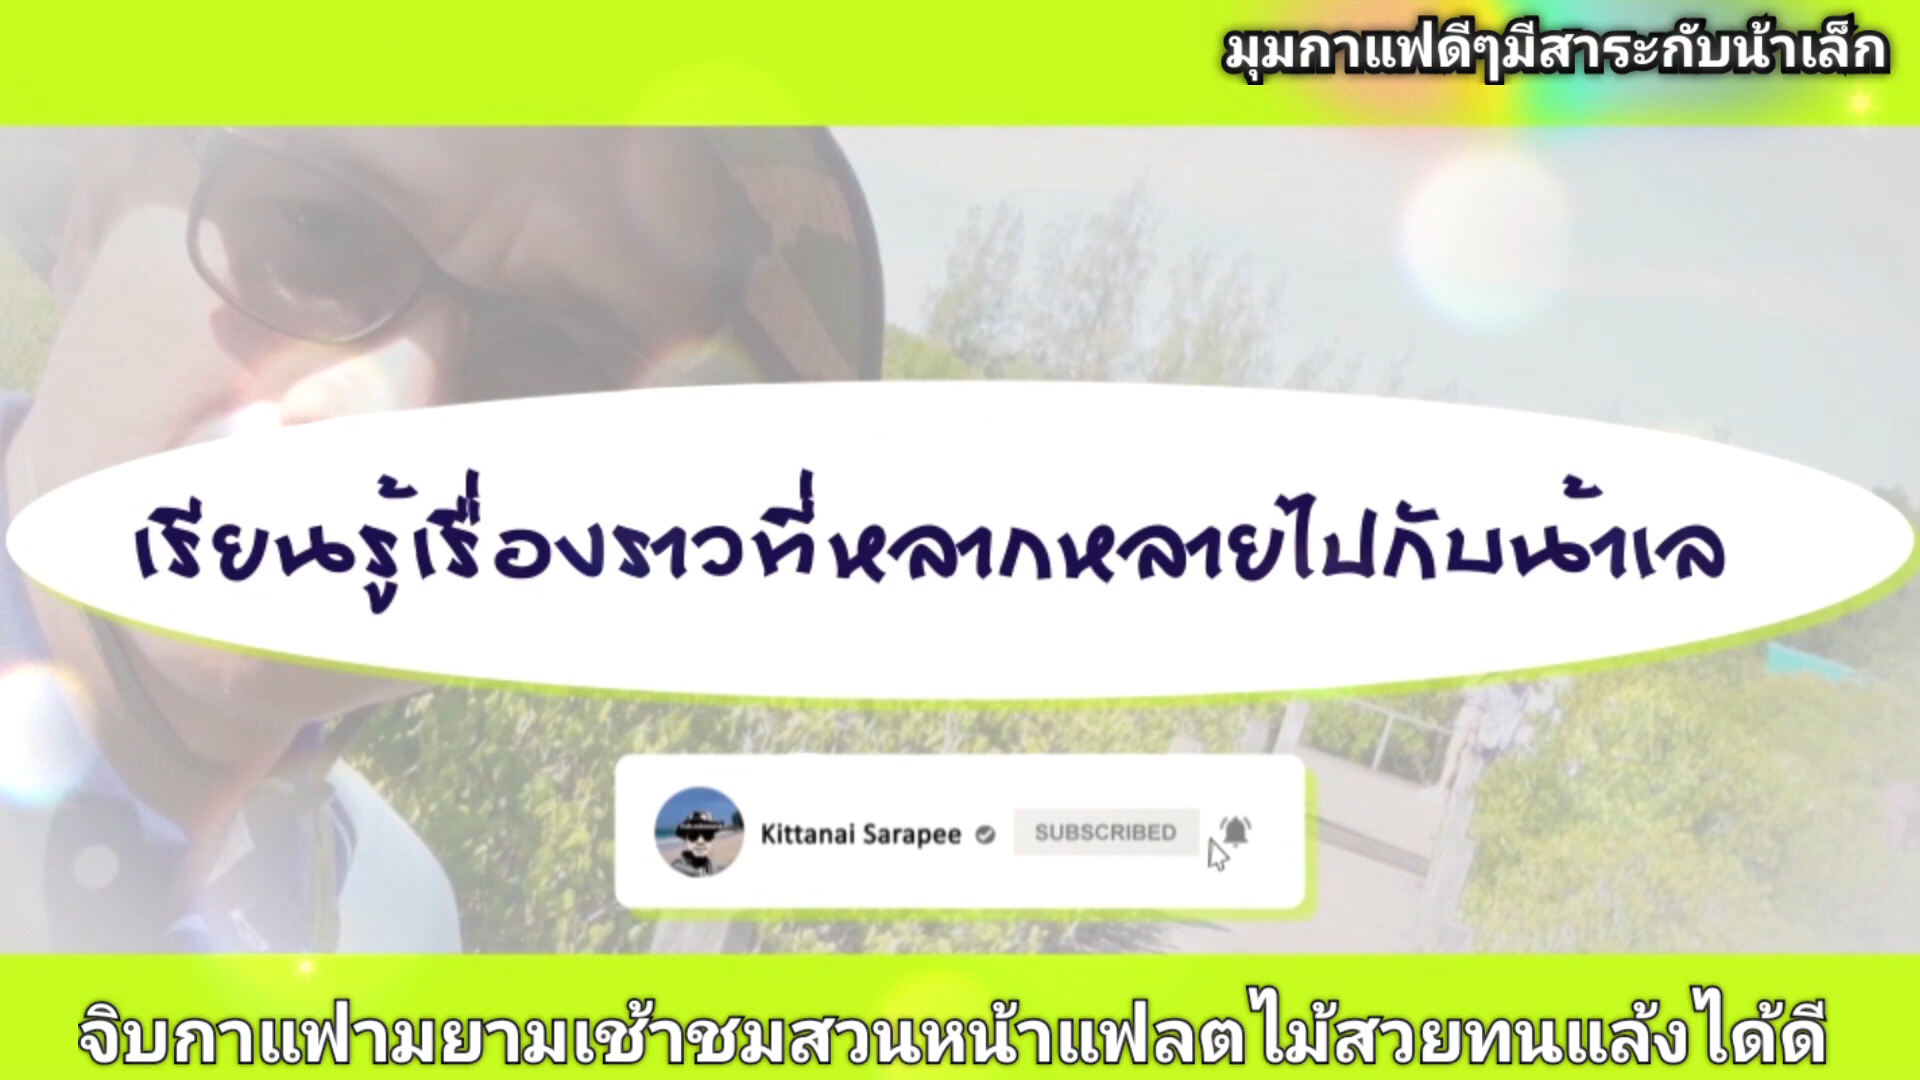 มุมกาแฟดีๆมีสาระกับน้าเล็ก
เรียนรู้เรื่องราวที่หลากหลายไปกับน้าเล
Kittanai Sarapee
SUBSCRIBED
จิบกาแฟามยามเช้าชมสวนหน้าแฟลตไม้สวยทนแล้งได้ดี